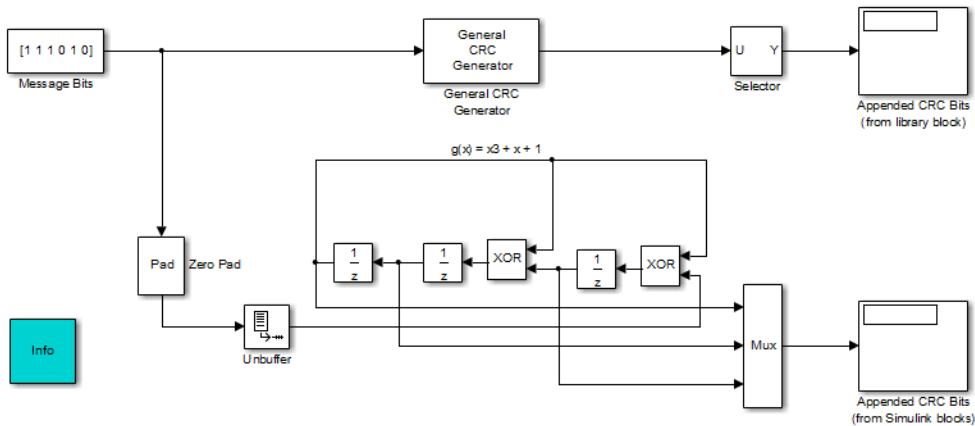 [1 1 1 0 1 0]
Message Bits
General
CRC
Generator
General CRC
Generator
U Y
Selector
Appended CRC Bits
(from library block)
g(x) = x3 + x + 1
Pad
Zero Pad
1
z
1
z
XOR
1
z
XOR
Info
Unbuffer
Mux
Appended CRC Bits
(from Simulink blocks)